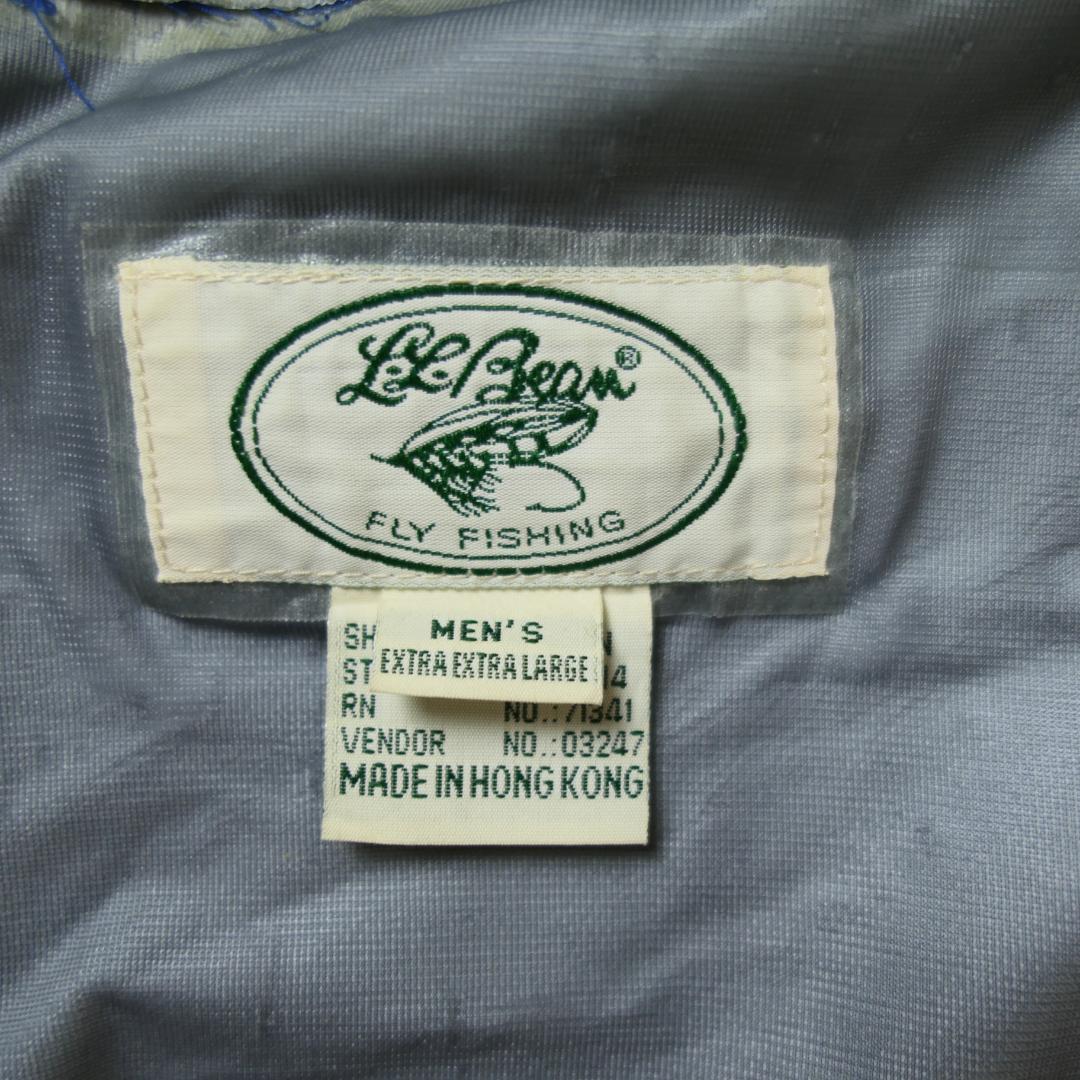 L.L.Bean®
FLY FISHING
MEN'S
EXTRA EXTRA LARGE
RN NO.:71341
VENDOR NO.:03247
MADE IN HONG KONG